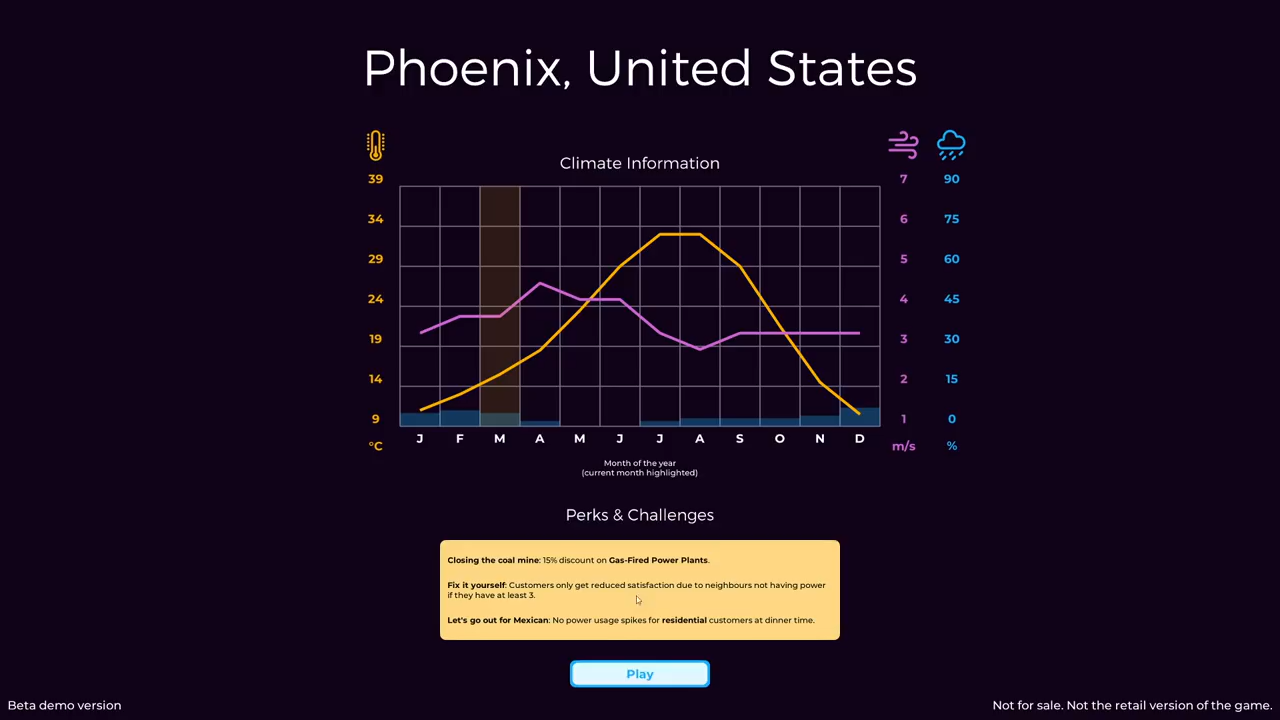 Phoenix, United States
Climate Information
39 7 90
34 6 75
29 5 60
24 4 45
19 3 30
14 2 15
9 1 0
J F M A M J J A S O N D
°C m/s %
Month of the year
(current month highlighted)
Perks & Challenges
Closing the coal mine: 15% discount on Gas-Fired Power Plants.
Fix it yourself: Customers only get reduced satisfaction due to neighbours not having power
if they have at least 3.
Let's go out for Mexican: No power usage spikes for residential customers at dinner time.
Play
Beta demo version
Not for sale. Not the retail version of the game.